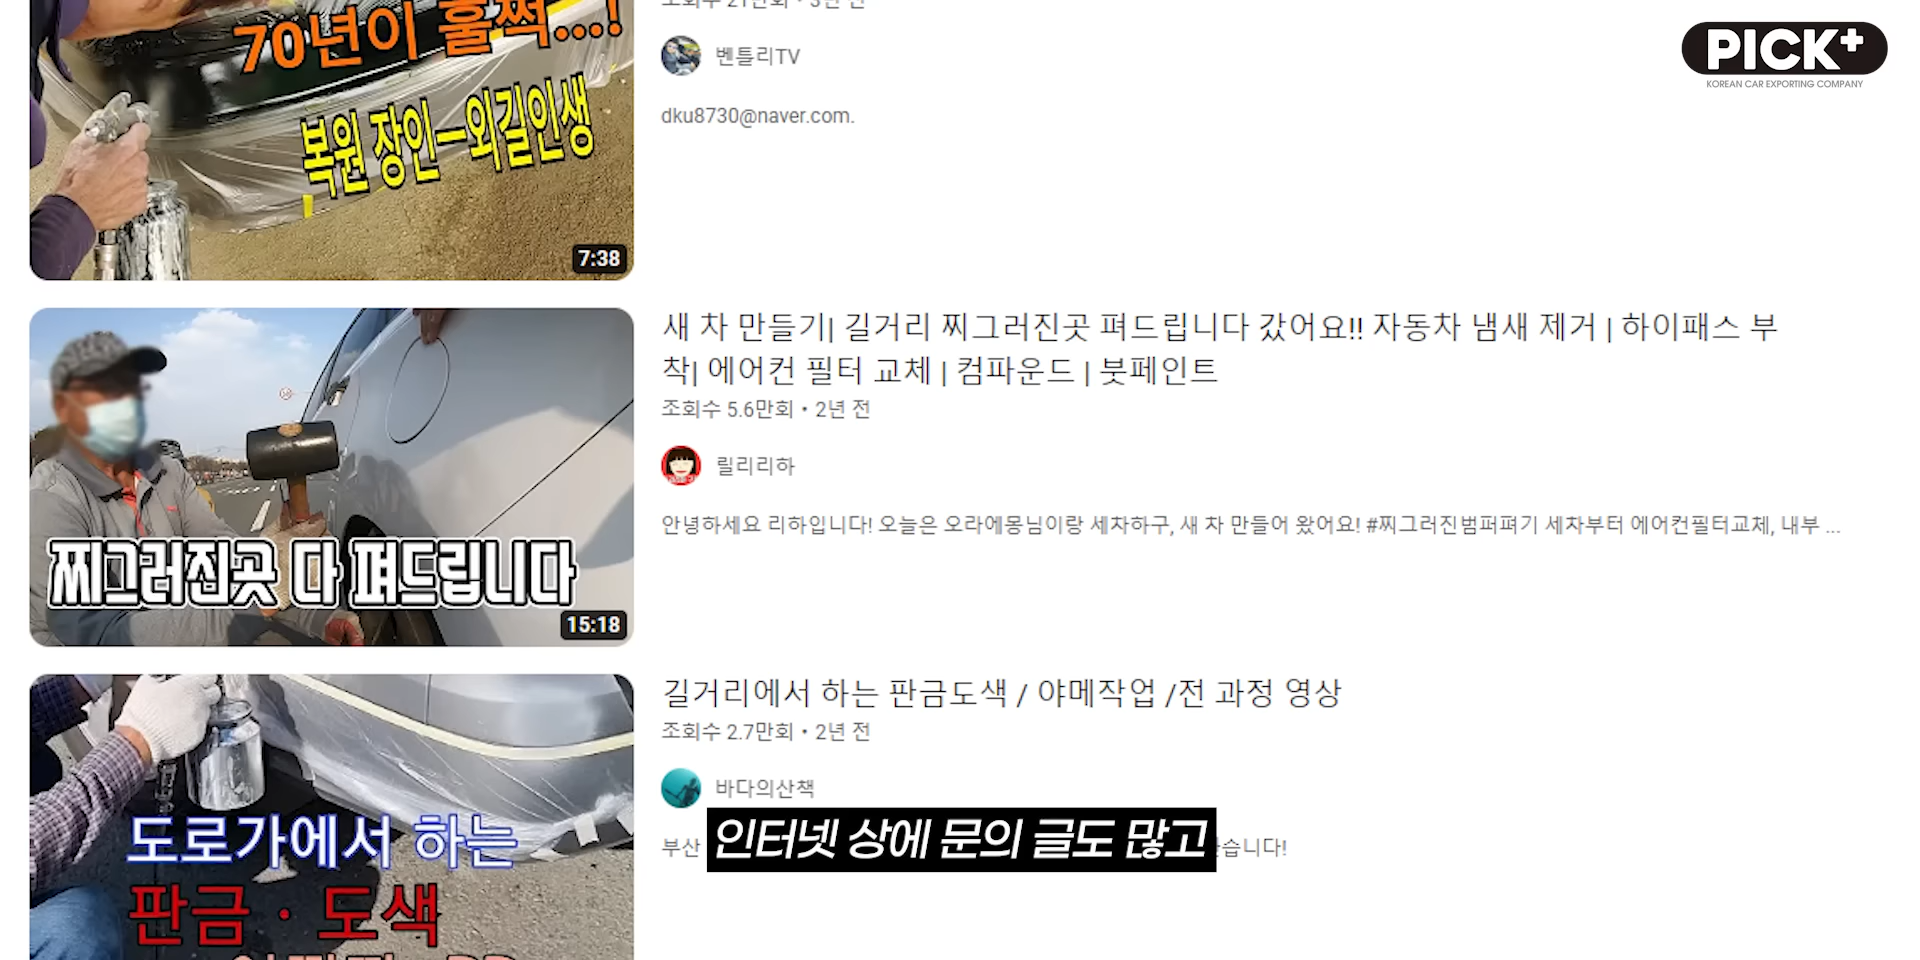 70년이 훌쩍...!
복원 장인-외길인생
7:38
벤틀리TV
dku8730@naver.com.
PICK+
KOREAN CAR EXPORTING COMPANY
찌그러진곳 다 펴드립니다
15:18
새 차 만들기| 길거리 찌그러진곳 펴드립니다 갔어요!! 자동차 냄새 제거 | 하이패스 부
착| 에어컨 필터 교체 | 컴파운드 | 붓페인트
조회수 5.6만회 • 2년 전
릴리리하
안녕하세요 리하입니다! 오늘은 오라에몽님이랑 세차하구, 새 차 만들어 왔어요! #찌그러진범퍼펴기 세차부터 에어컨필터교체, 내부 ...
도로가에서 하는
판금 · 도색
길거리에서 하는 판금도색 / 야메작업 /전 과정 영상
조회수 2.7만회 • 2년 전
바다의산책
부산
습니다!
인터넷 상에 문의 글도 많고